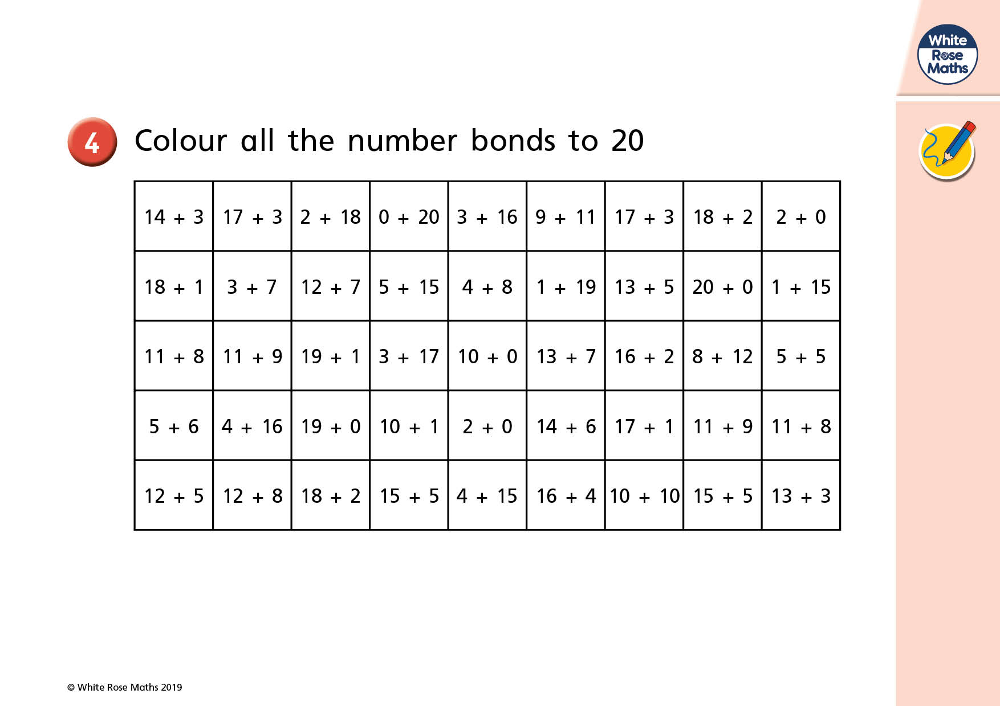 White
Rose
Maths
4 Colour all the number bonds to 20
14 + 3 17 + 3 2 + 18 0 + 20 3 + 16 9 + 11 17 + 3 18 + 2 2 + 0
18 + 1 3 + 7 12 + 7 5 + 15 4 + 8 1 + 19 13 + 5 20 + 0 1 + 15
11 + 8 11 + 9 19 + 1 3 + 17 10 + 0 13 + 7 16 + 2 8 + 12 5 + 5
5 + 6 4 + 16 19 + 0 10 + 1 2 + 0 14 + 6 17 + 1 11 + 9 11 + 8
12 + 5 12 + 8 18 + 2 15 + 5 4 + 15 16 + 4 10 + 10 15 + 5 13 + 3
© White Rose Maths 2019